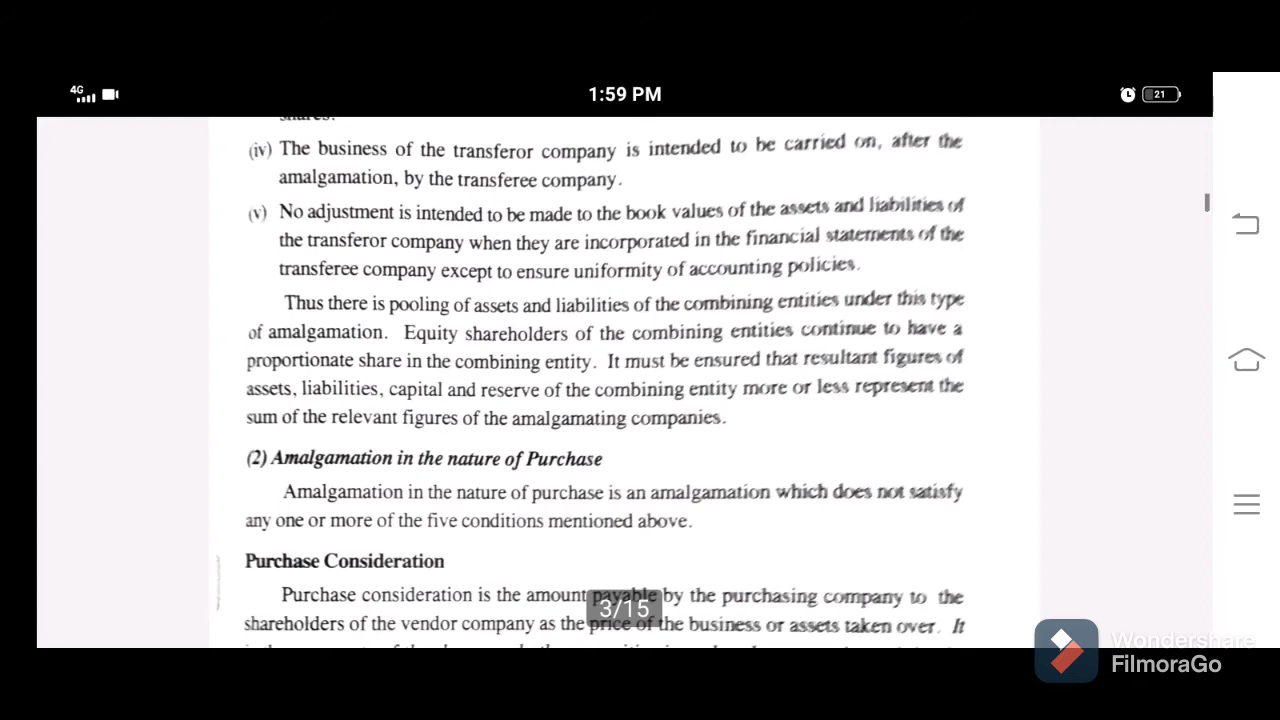 4G
1:59 PM
21
shares.
(iv) The business of the transferor company is intended to be carried on, after the
amalgamation, by the transferee company.
(v) No adjustment is intended to be made to the book values of the assets and liabilities of
the transferor company when they are incorporated in the financial statements of the
transferee company except to ensure uniformity of accounting policies.
Thus there is pooling of assets and liabilities of the combining entities under this type
of amalgamation. Equity shareholders of the combining entities continue to have a
proportionate share in the combining entity. It must be ensured that resultant figures of
assets, liabilities, capital and reserve of the combining entity more or less represent the
sum of the relevant figures of the amalgamating companies.
(2) Amalgamation in the nature of Purchase
Amalgamation in the nature of purchase is an amalgamation which does not satisfy
any one or more of the five conditions mentioned above.
Purchase Consideration
Purchase consideration is the amount payable by the purchasing company to the
3/15
shareholders of the vendor company as the price of the business or assets taken over. It
Wondershare
FilmoraGo